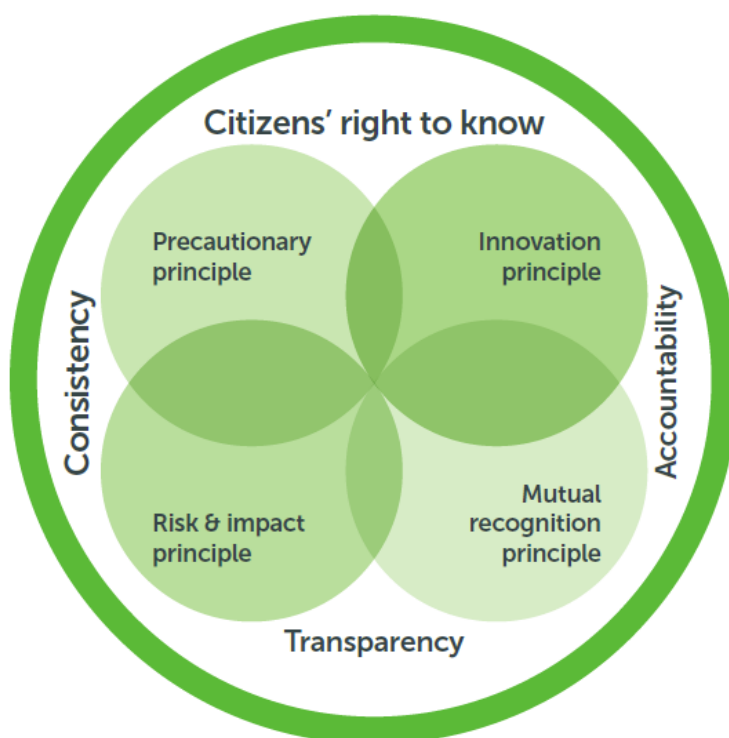 Citizens' right to know
Precautionary
principle
Innovation
principle
Consistency
Accountability
Risk & impact
principle
Mutual
recognition
principle
Transparency